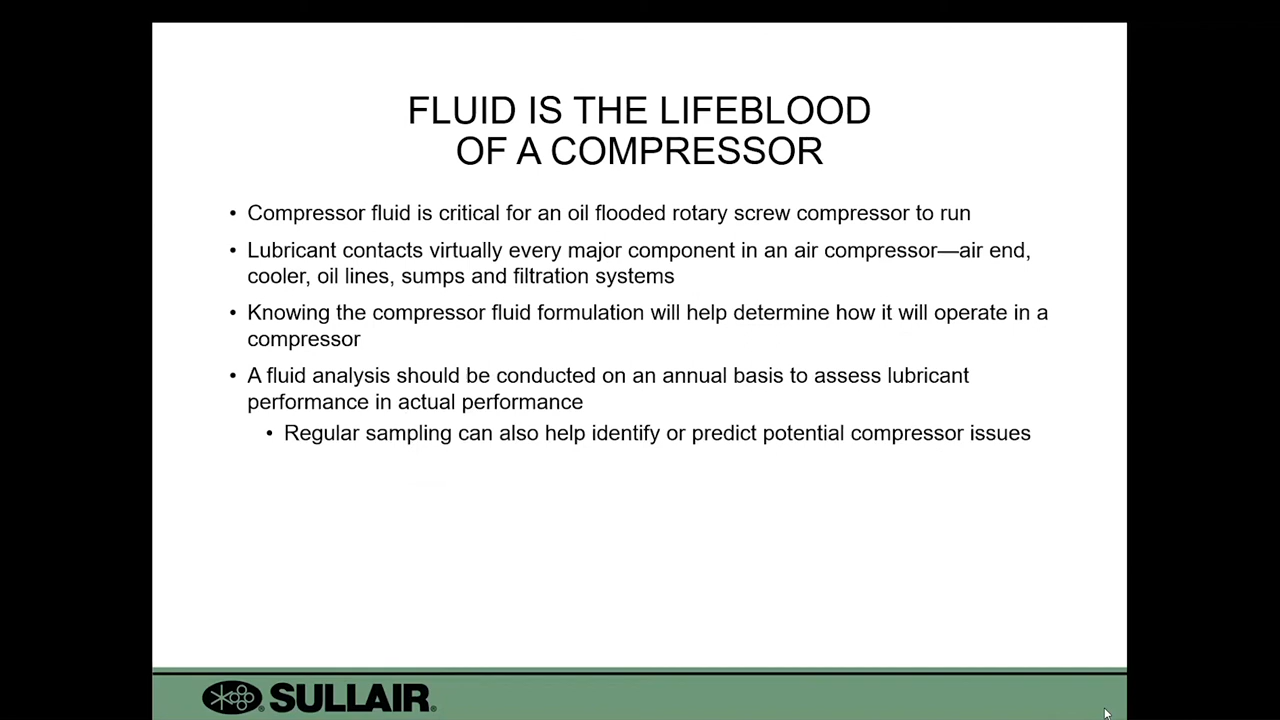 FLUID IS THE LIFEBLOOD
OF A COMPRESSOR
• Compressor fluid is critical for an oil flooded rotary screw compressor to run
• Lubricant contacts virtually every major component in an air compressor—air end,
cooler, oil lines, sumps and filtration systems
• Knowing the compressor fluid formulation will help determine how it will operate in a
compressor
• A fluid analysis should be conducted on an annual basis to assess lubricant
performance in actual performance
• Regular sampling can also help identify or predict potential compressor issues
® SULLAIR®